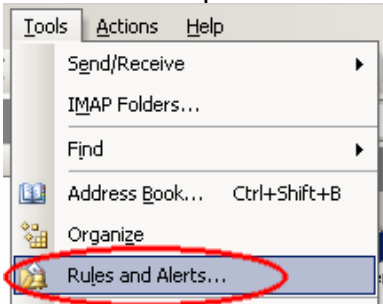 Tools Actions Help
Send/Receive
IMAP Folders...
Find
Address Book... Ctrl+Shift+B
Organize
Rules and Alerts...